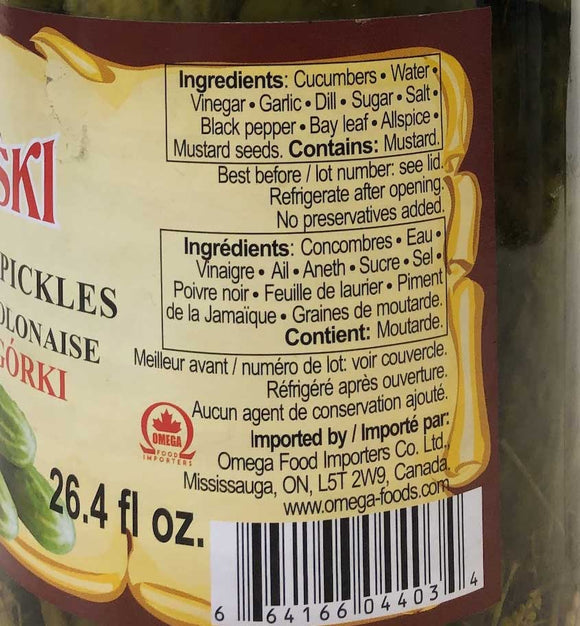 Ingredients: Cucumbers • Water •
Vinegar • Garlic • Dill • Sugar • Salt •
Black pepper • Bay leaf • Allspice •
Mustard seeds. Contains: Mustard.
Best before / lot number: see lid.
Refrigerate after opening.
No preservatives added.
Ingrédients: Concombres • Eau •
Vinaigre • Ail • Aneth • Sucre • Sel •
Poivre noir • Feuille de laurier • Piment
de la Jamaïque • Graines de moutarde.
Contient: Moutarde.
Meilleur avant / numéro de lot: voir couvercle.
Réfrigéré après ouverture.
Aucun agent de conservation ajouté.
Imported by / Importé par:
Omega Food Importers Co. Ltd.
Mississauga, ON, L5T 2W9, Canada
www.omega-foods.com
SKI
PICKLES
OLONAISE
GÓRKI
OMEGA
FOOD
IMPORTERS
26.4 fl oz.
6 64166 04403 4